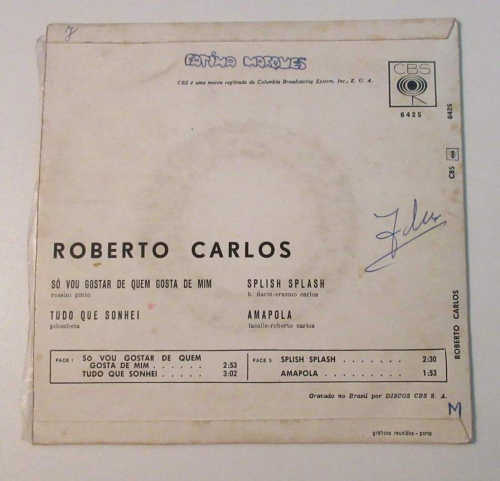 J
FATIMA MARQUES
CBS é uma marca registada da Columbia Broadcasting System, Inc., E. U. A.
CBS
6425
6425
CBS
ROBERTO CARLOS
SÓ VOU GOSTAR DE QUEM GOSTA DE MIM
rossini pinto
SPLISH SPLASH
b. darin-erasmo carlos
TUDO QUE SONHEI
pilombeta
AMAPOLA
lacalle-roberto carlos
FACE 1 SÓ VOU GOSTAR DE QUEM
GOSTA DE MIM . . . . . . 2:53
TUDO QUE SONHEI . . . . . 3:02
FACE 2 SPLISH SPLASH . . . . . . . 2:30
AMAPOLA . . . . . . . . . 1:53
Gravado no Brasil por DISCOS CBS S. A.
ROBERTO CARLOS
M
gráficos reunidos - porto